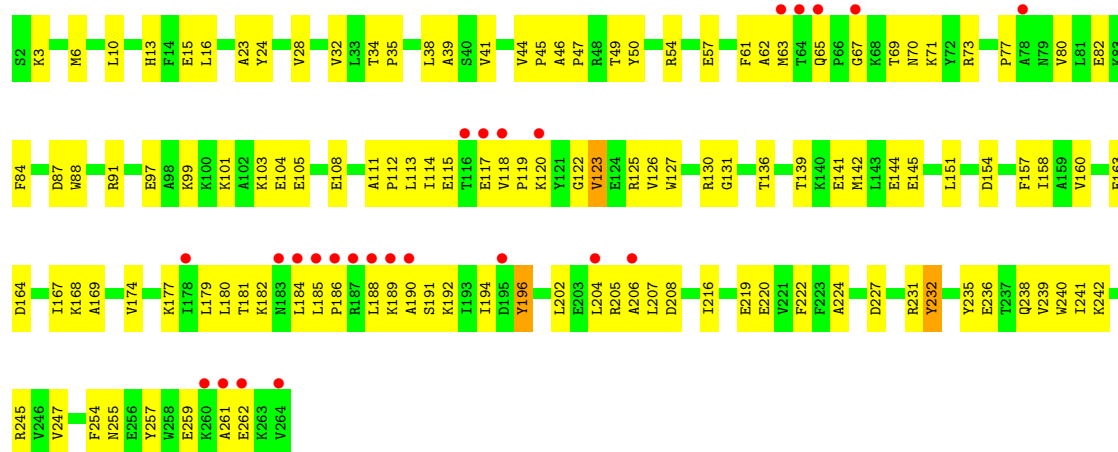 S2 K3 M6 L10 H13 F14 E15 L16 A23 Y24 V28 V32 L33 T34 P35 L38 A39 S40 V41 V44 P45 A46 P47 R48 T49 Y50 R54 E57 F61 A62 M63 T64 Q65 P66 G67 K68 T69 N70 K71 Y72 R73 P77 A78 N79 V80 L81 E82 K83
F84 D87 W88 R91 E97 A98 K99 K100 K101 A102 K103 E104 E105 E108 A111 P112 L113 I114 E115 T116 E117 V118 P119 K120 Y121 G122 V123 E124 R125 V126 W127 R130 G131 T136 T139 K140 E141 M142 L143 E144 E145 L151 D154 F157 I158 A159 V160
D164 I167 K168 A169 V174 K177 I178 L179 L180 T181 K182 N183 L184 L185 P186 R187 L188 K189 A190 S191 K192 I193 I194 D195 Y196 L202 E203 L204 R205 A206 L207 D208 I216 E219 E220 V221 F222 F223 A224 D227 R231 Y232 Y235 E236 T237 Q238 V239 W240 I241 K242
R245 V246 V247 F254 N255 E256 Y257 W258 E259 K260 A261 E262 K263 V264